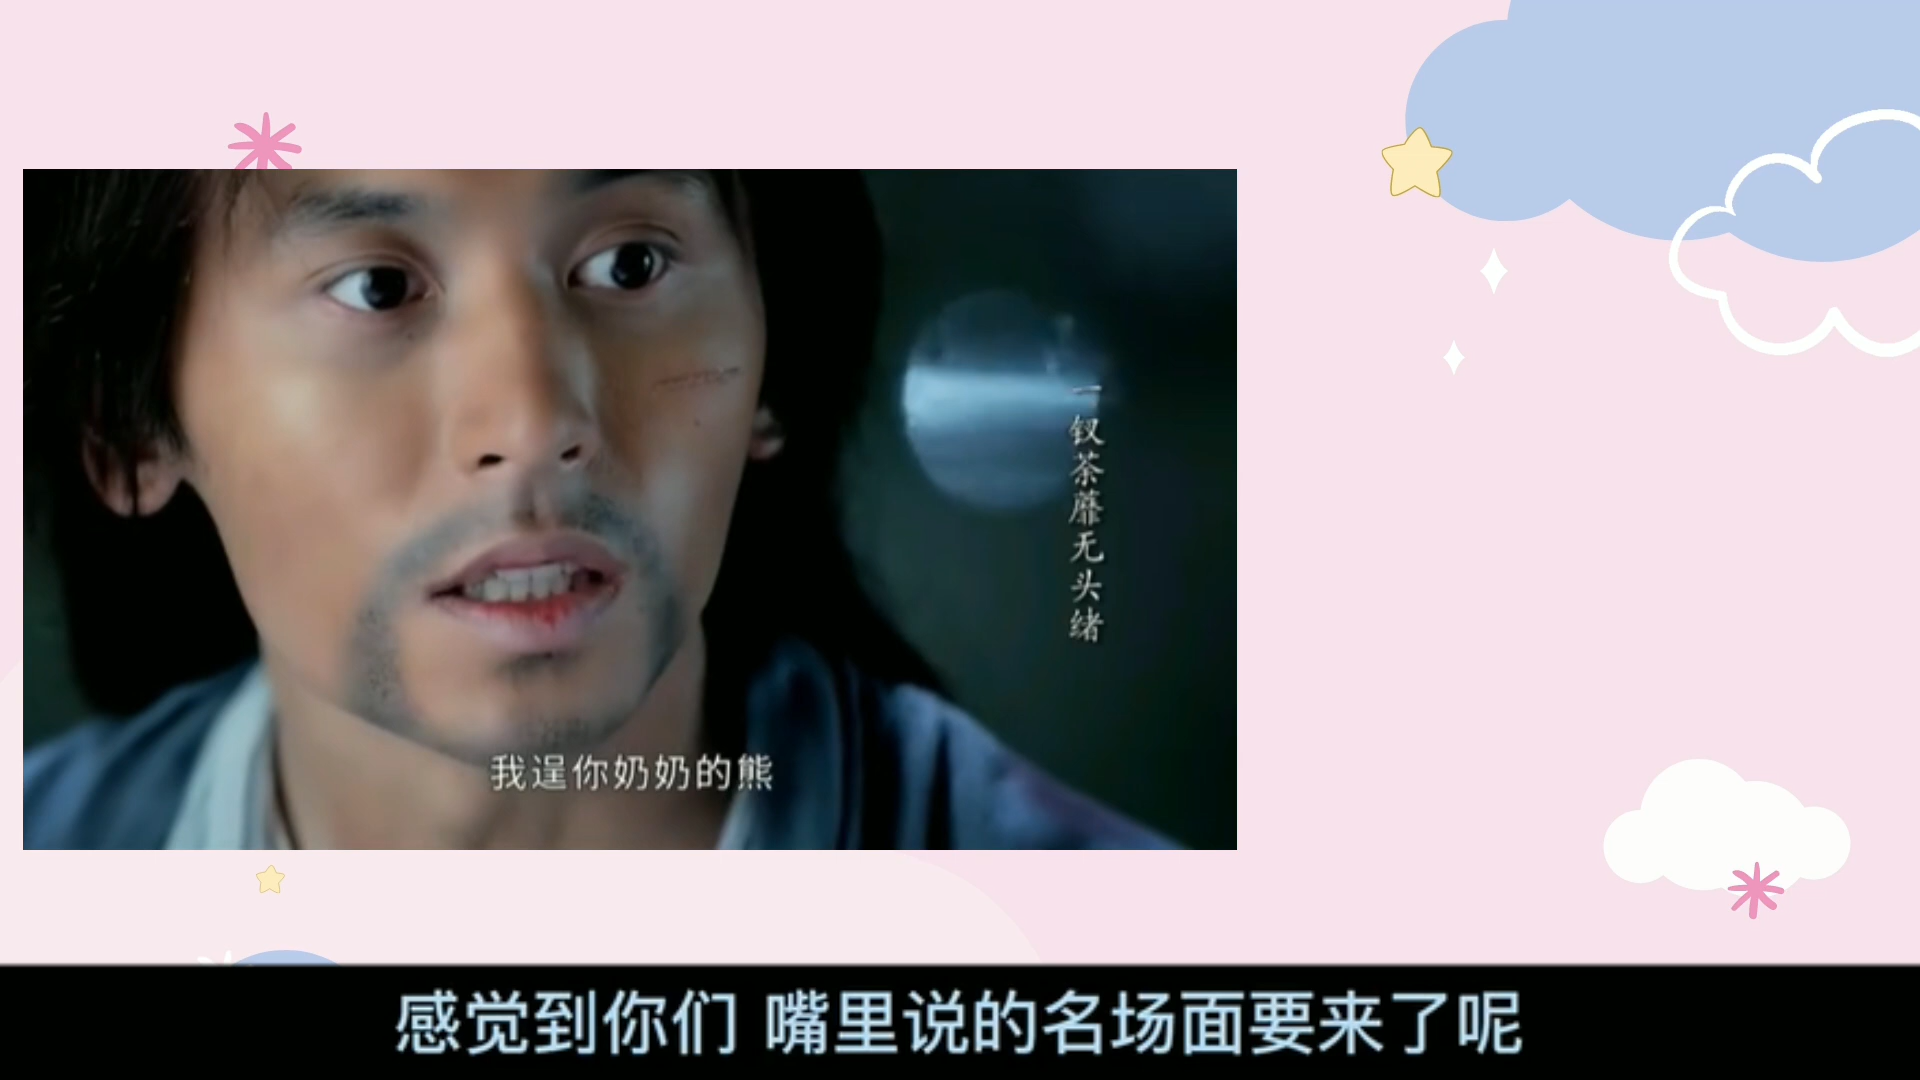 一钗荼蘼无头绪
我逞你奶奶的熊
感觉到你们 嘴里说的名场面要来了呢